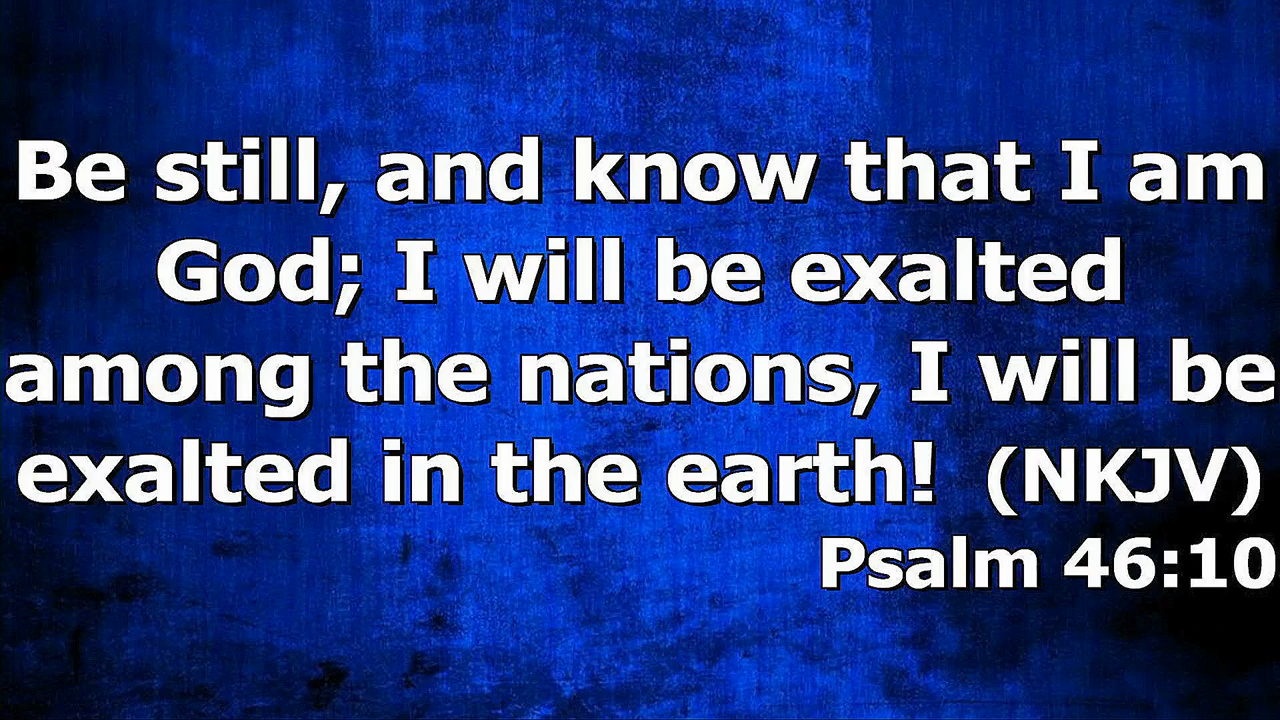 Be still, and know that I am
God; I will be exalted
among the nations, I will be
exalted in the earth! (NKJV)
Psalm 46:10